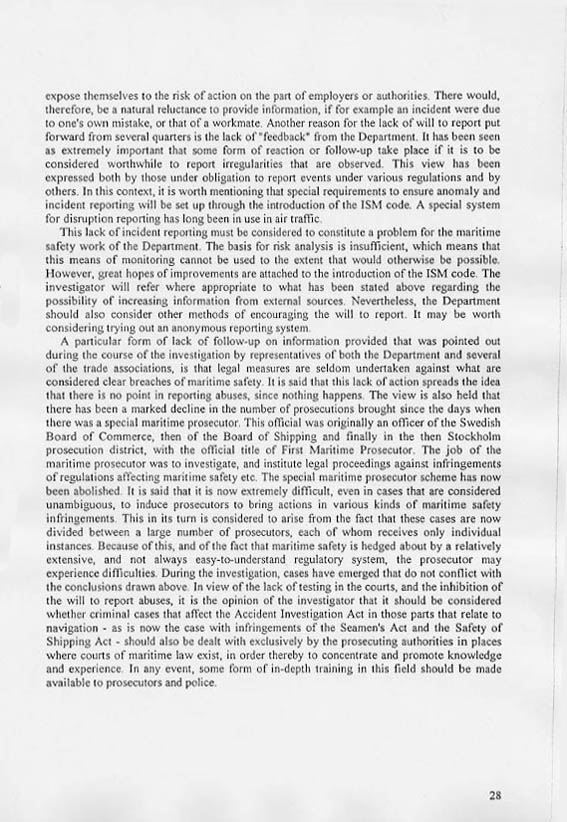 expose themselves to the risk of action on the part of employers or authorities. There would,
therefore, be a natural reluctance to provide information, if for example an incident were due
to one's own mistake, or that of a workmate. Another reason for the lack of will to report put
forward from several quarters is the lack of "feedback" from the Department. It has been seen
as extremely important that some form of reaction or follow-up take place if it is to be
considered worthwhile to report irregularities that are observed. This view has been
expressed both by those under obligation to report events under various regulations and by
others. In this context, it is worth mentioning that special requirements to ensure anomaly and
incident reporting will be set up through the introduction of the ISM code. A special system
for disruption reporting has long been in use in air traffic.
This lack of incident reporting must be considered to constitute a problem for the maritime
safety work of the Department. The basis for risk analysis is insufficient, which means that
this means of monitoring cannot be used to the extent that would otherwise be possible.
However, great hopes of improvements are attached to the introduction of the ISM code. The
investigator will refer where appropriate to what has been stated above regarding the
possibility of increasing information from external sources. Nevertheless, the Department
should also consider other methods of encouraging the will to report. It may be worth
considering trying out an anonymous reporting system.
A particular form of lack of follow-up on information provided that was pointed out
during the course of the investigation by representatives of both the Department and several
of the trade associations, is that legal measures are seldom undertaken against what are
considered clear breaches of maritime safety. It is said that this lack of action spreads the idea
that there is no point in reporting abuses, since nothing happens. The view is also held that
there has been a marked decline in the number of prosecutions brought since the days when
there was a special maritime prosecutor. This official was originally an officer of the Swedish
Board of Commerce, then of the Board of Shipping and finally in the then Stockholm
prosecution district, with the official title of First Maritime Prosecutor. The job of the
maritime prosecutor was to investigate, and institute legal proceedings against infringements
of regulations affecting maritime safety etc. The special maritime prosecutor scheme has now
been abolished. It is said that it is now extremely difficult, even in cases that are considered
unambiguous, to induce prosecutors to bring actions in various kinds of maritime safety
infringements. This in its turn is considered to arise from the fact that these cases are now
divided between a large number of prosecutors, each of whom receives only individual
instances. Because of this, and of the fact that maritime safety is hedged about by a relatively
extensive, and not always easy-to-understand regulatory system, the prosecutor may
experience difficulties. During the investigation, cases have emerged that do not conflict with
the conclusions drawn above. In view of the lack of testing in the courts, and the inhibition of
the will to report abuses, it is the opinion of the investigator that it should be considered
whether criminal cases that affect the Accident Investigation Act in those parts that relate to
navigation - as is now the case with infringements of the Seamen's Act and the Safety of
Shipping Act - should also be dealt with exclusively by the prosecuting authorities in places
where courts of maritime law exist, in order thereby to concentrate and promote knowledge
and experience. In any event, some form of in-depth training in this field should be made
available to prosecutors and police.
28